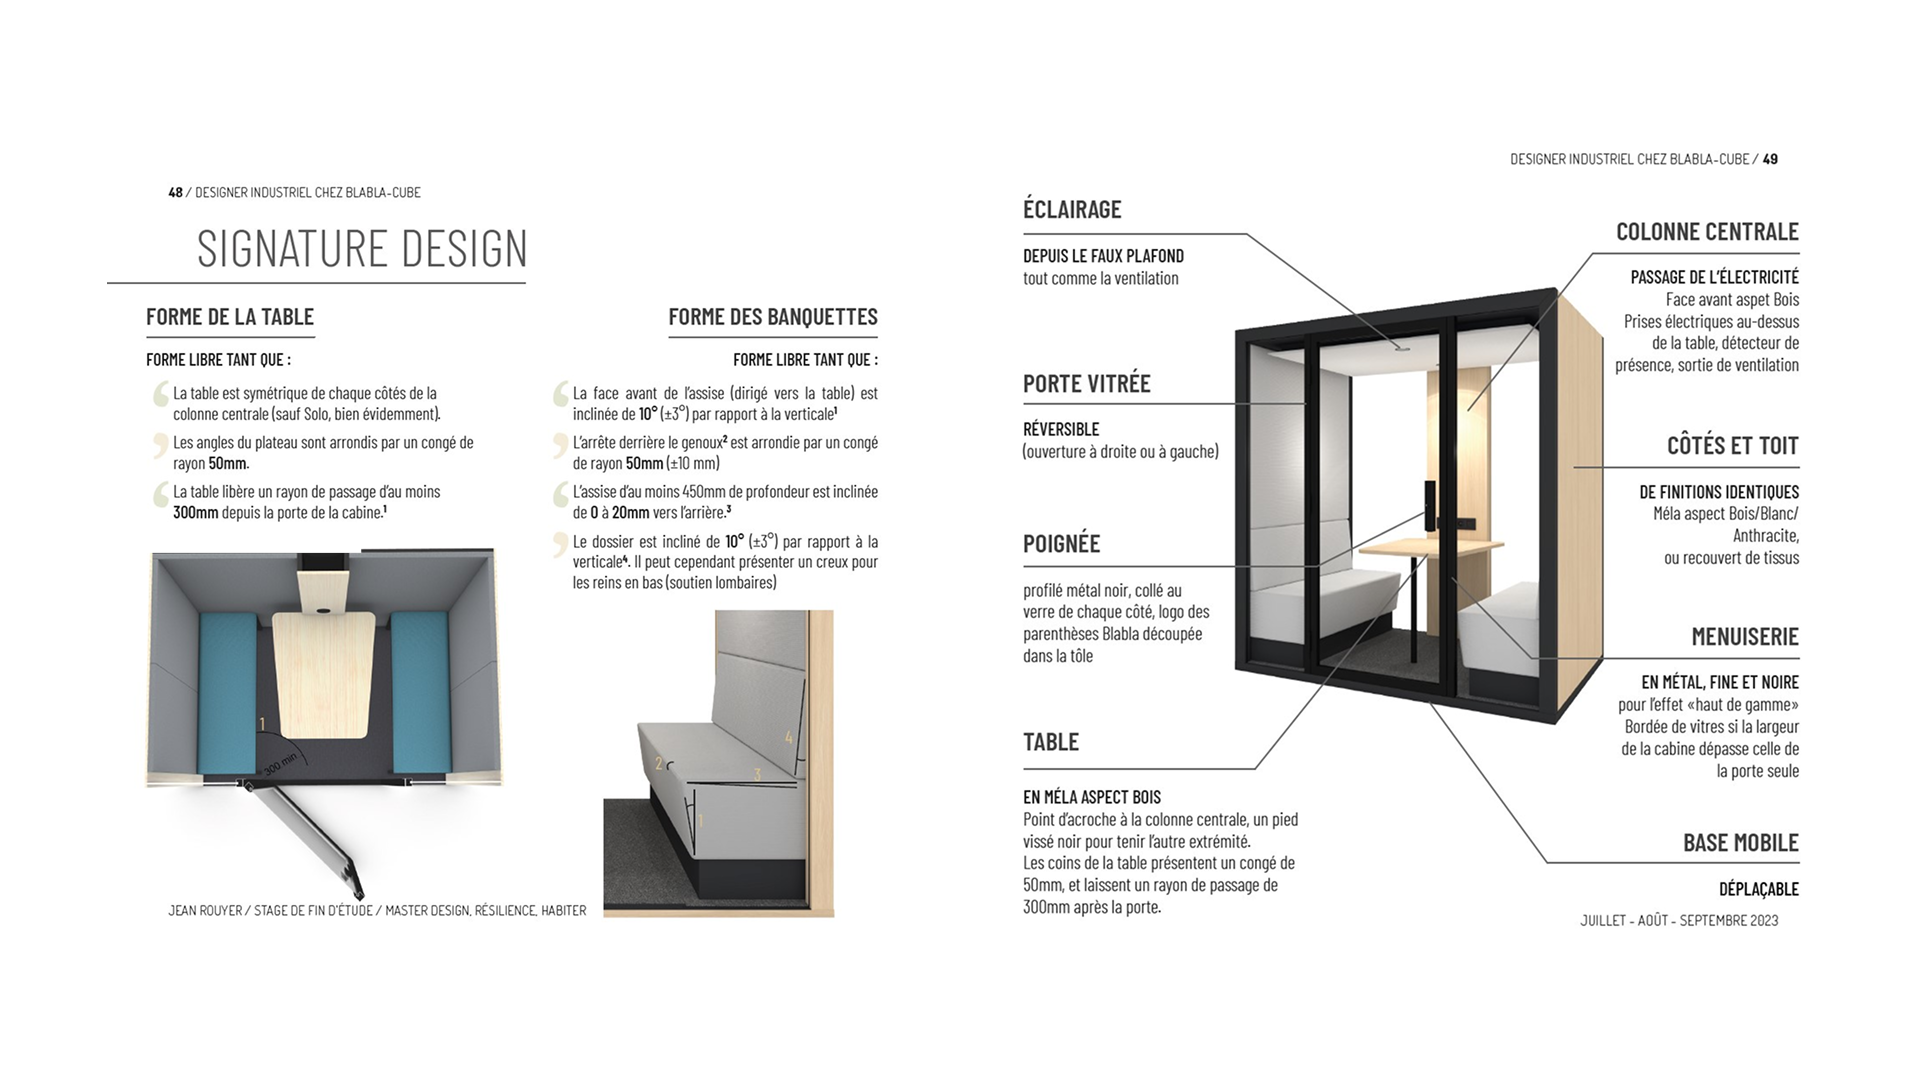 48 / DESIGNER INDUSTRIEL CHEZ BLABLA-CUBE
SIGNATURE DESIGN
FORME DE LA TABLE
FORME LIBRE TANT QUE :
La table est symétrique de chaque côtés de la
colonne centrale (sauf Solo, bien évidemment).
Les angles du plateau sont arrondis par un congé de
rayon 50mm.
La table libère un rayon de passage d'au moins
300mm depuis la porte de la cabine.¹
1
300 min
FORME DES BANQUETTES
FORME LIBRE TANT QUE :
La face avant de l'assise (dirigé vers la table) est
inclinée de 10° (±3°) par rapport à la verticale¹
L'arrête derrière le genoux² est arrondie par un congé
de rayon 50mm (±10 mm)
L'assise d'au moins 450mm de profondeur est inclinée
de 0 à 20mm vers l'arrière.³
Le dossier est incliné de 10° (±3°) par rapport à la
verticale⁴. Il peut cependant présenter un creux pour
les reins en bas (soutien lombaires)
4
2
3
1
JEAN ROUYER / STAGE DE FIN D'ÉTUDE / MASTER DESIGN, RÉSILIENCE, HABITER
DESIGNER INDUSTRIEL CHEZ BLABLA-CUBE / 49
ÉCLAIRAGE
DEPUIS LE FAUX PLAFOND
tout comme la ventilation
PORTE VITRÉE
RÉVERSIBLE
(ouverture à droite ou à gauche)
POIGNÉE
profilé métal noir, collé au
verre de chaque côté, logo des
parenthèses Blabla découpée
dans la tôle
TABLE
EN MÉLA ASPECT BOIS
Point d'acroche à la colonne centrale, un pied
vissé noir pour tenir l'autre extrémité.
Les coins de la table présentent un congé de
50mm, et laissent un rayon de passage de
300mm après la porte.
COLONNE CENTRALE
PASSAGE DE L'ÉLECTRICITÉ
Face avant aspet Bois
Prises électriques au-dessus
de la table, détecteur de
présence, sortie de ventilation
CÔTÉS ET TOIT
DE FINITIONS IDENTIQUES
Méla aspect Bois/Blanc/
Anthracite,
ou recouvert de tissus
MENUISERIE
EN MÉTAL, FINE ET NOIRE
pour l'effet «haut de gamme»
Bordée de vitres si la largeur
de la cabine dépasse celle de
la porte seule
BASE MOBILE
DÉPLAÇABLE
JUILLET - AOÛT - SEPTEMBRE 2023